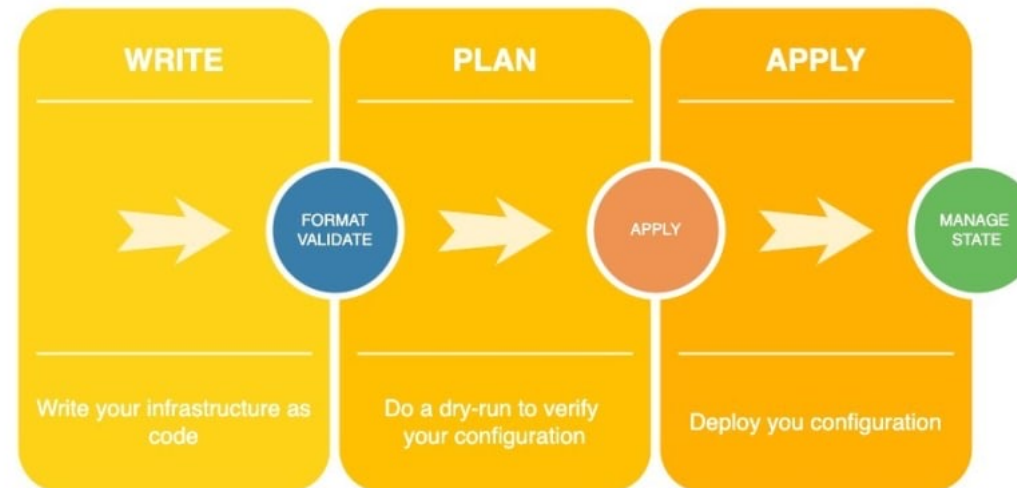 WRITE
PLAN
APPLY
FORMAT
VALIDATE
APPLY
MANAGE
STATE
Write your infrastructure as
code
Do a dry-run to verify
your configuration
Deploy you configuration